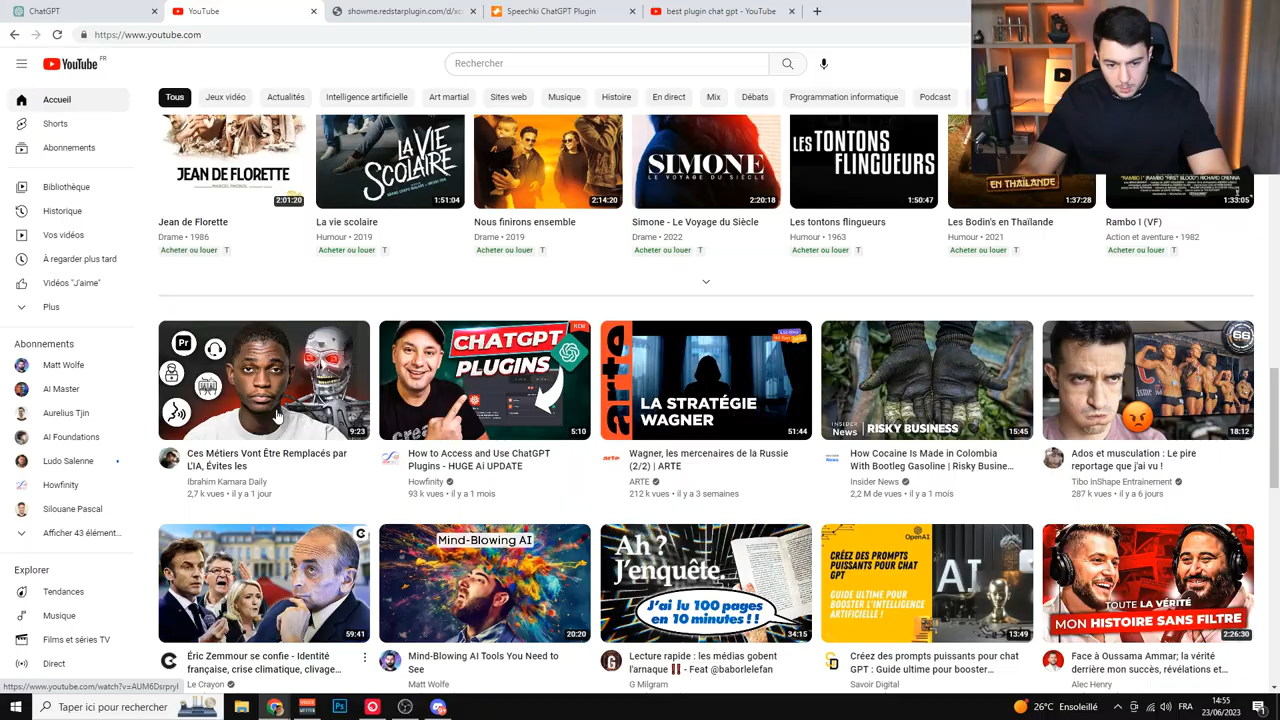 ChatGPT
YouTube
showme.redstarplugin.com/d/xc
Speechki ChatGPT Plugin
best plugin chat gpt - YouTube
https://www.youtube.com
YouTube FR
Rechercher
Accueil
Shorts
Abonnements
Bibliothèque
Historique
Vos vidéos
À regarder plus tard
Vidéos "J'aime"
Plus
Abonnements
Matt Wolfe
AI Master
Aurelius Tjin
AI Foundations
Ludo Salenne
Howfinity
Silouane Pascal
Afficher 43 élément...
Explorer
Tendances
Musique
Films et séries TV
Direct
Tous
Jeux vidéo
Actualités
Intelligence artificielle
Art martial
Sites web
Musique
Histoire
En direct
Mix
Débats
Programmation informatique
Podcast
JEAN DE FLORETTE
2:01:20
LA VIE
SCOLAIRE
1:51:04
2:14:20
SIMONE
LE VOYAGE DU SIÈCLE
2:20:18
LES TONTONS
FLINGUEURS
1:50:47
EN THAÏLANDE
1:37:28
1:33:05
Jean de Florette
Drame • 1986
Acheter ou louer T
La vie scolaire
Humour • 2019
Acheter ou louer T
Nous finirons ensemble
Drame • 2019
Acheter ou louer T
Simone - Le Voyage du Siècle
Drame • 2022
Acheter ou louer T
Les tontons flingueurs
Humour • 1963
Acheter ou louer T
Les Bodin's en Thaïlande
Humour • 2021
Acheter ou louer T
Rambo I (VF)
Action et aventure • 1982
Acheter ou louer T
Pr
9:23
Ces Métiers Vont Être Remplacés par
L'IA, Évites les
Ibrahim Kamara Daily
2,7 k vues • il y a 1 jour
NEW
CHATGPT
PLUGINS
5:10
How to Access and Use ChatGPT
Plugins - HUGE Ai UPDATE
Howfinity
93 k vues • il y a 1 mois
arte
LA STRATÉGIE
WAGNER
51:44
Wagner, les mercenaires de la Russie
(2/2) | ARTE
ARTE
212 k vues • il y a 3 semaines
INSIDER
News
RISKY BUSINESS
15:45
How Cocaine Is Made in Colombia
With Bootleg Gasoline | Risky Busine...
Insider News
2,2 M de vues • il y a 1 mois
66
18:12
Ados et musculation : Le pire
reportage que j'ai vu !
Tibo InShape Entrainement
287 k vues • il y a 6 jours
59:41
Éric Zemmour se confie - Identité
française, crise climatique, clivage...
Le Crayon
Mind-Blowing AI
20:20
Mind-Blowing AI Tools You Need to
See
Matt Wolfe
Ah ?
J'enquête.
J'ai lu 100 pages
en 10 minutes !!
34:15
Lecture rapide : les médias gobent
l'arnaque ‼️ - Feat @baborlelefan
G Milgram
OpenAI
CRÉEZ DES PROMPTS
PUISSANTS POUR CHAT
GPT
GUIDE ULTIME POUR
BOOSTER L'INTELLIGENCE
ARTIFICIELLE !
AI
13:49
Créez des prompts puissants pour chat
GPT : Guide ultime pour booster...
Savoir Digital
TOUTE LA VÉRITÉ
MON HISTOIRE SANS FILTRE
2:26:30
Face à Oussama Ammar; la vérité
derrière mon succès, révélations et...
Alec Henry
https://www.youtube.com/watch?v=AUM6DsrpryI
Taper ici pour rechercher
Ps
26°C Ensoleillé
FRA
14:55
23/06/2023